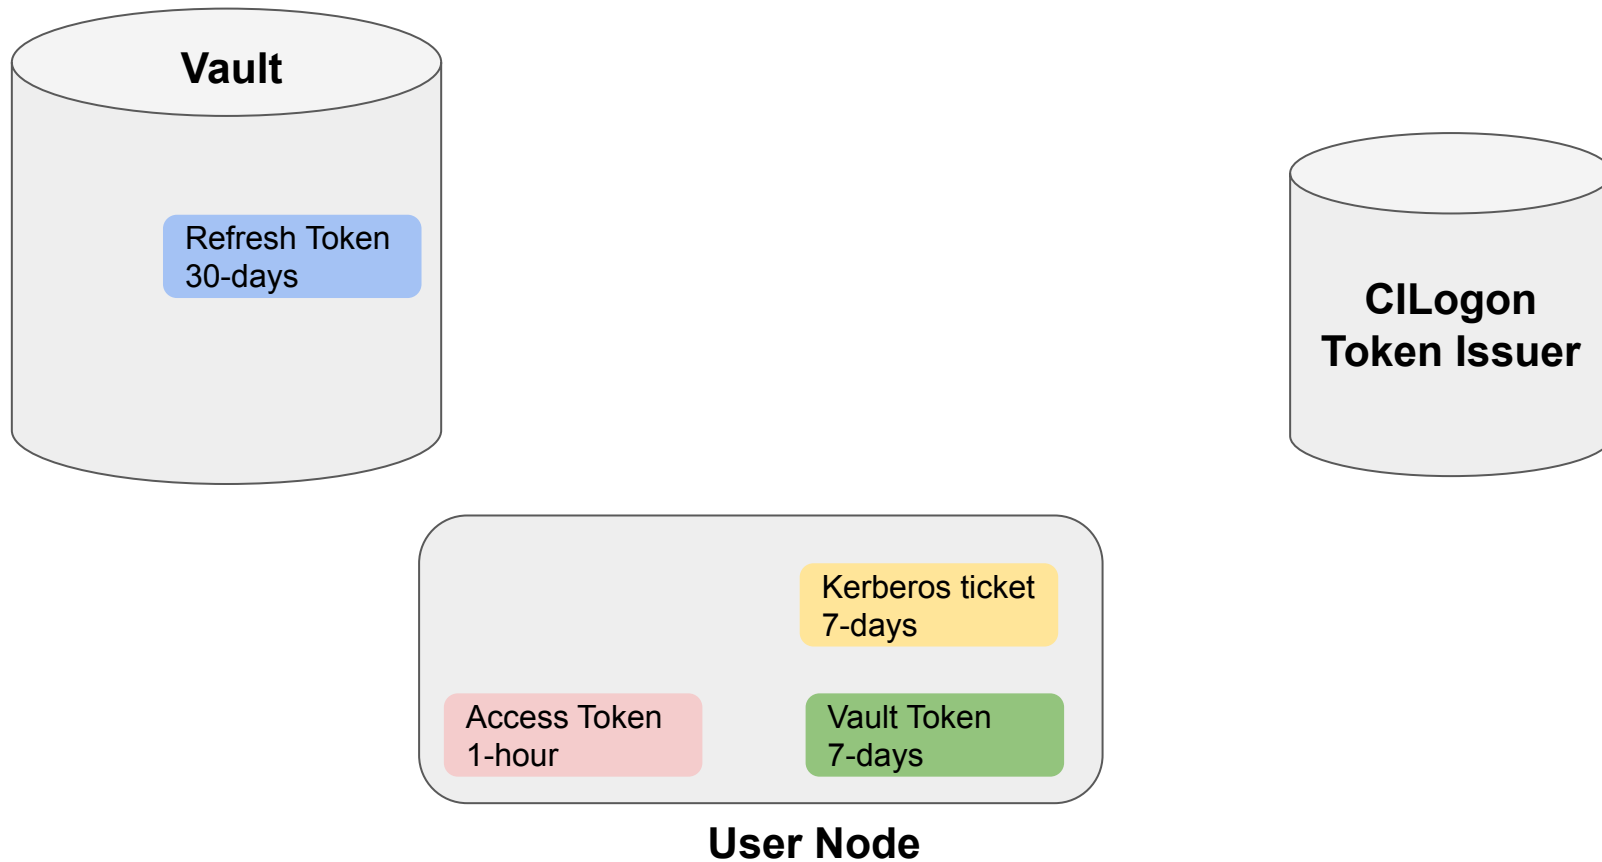 Vault
Refresh Token
30-days
CILogon
Token Issuer
Kerberos ticket
7-days
Access Token
1-hour
Vault Token
7-days
User Node